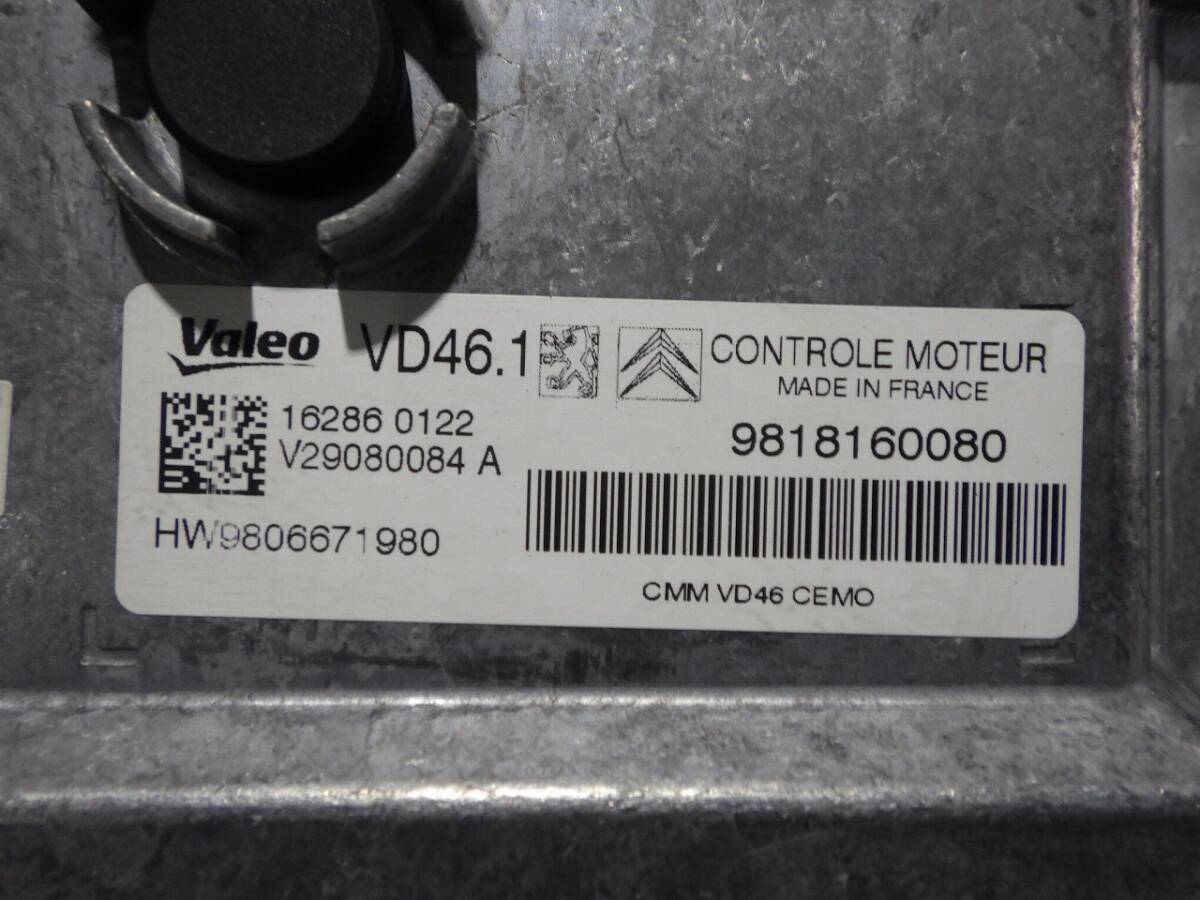 Valeo VD46.1 CONTROLE MOTEUR
MADE IN FRANCE
16286 0122
V29080084 A
9818160080
HW9806671980
CMM VD46 CEMO